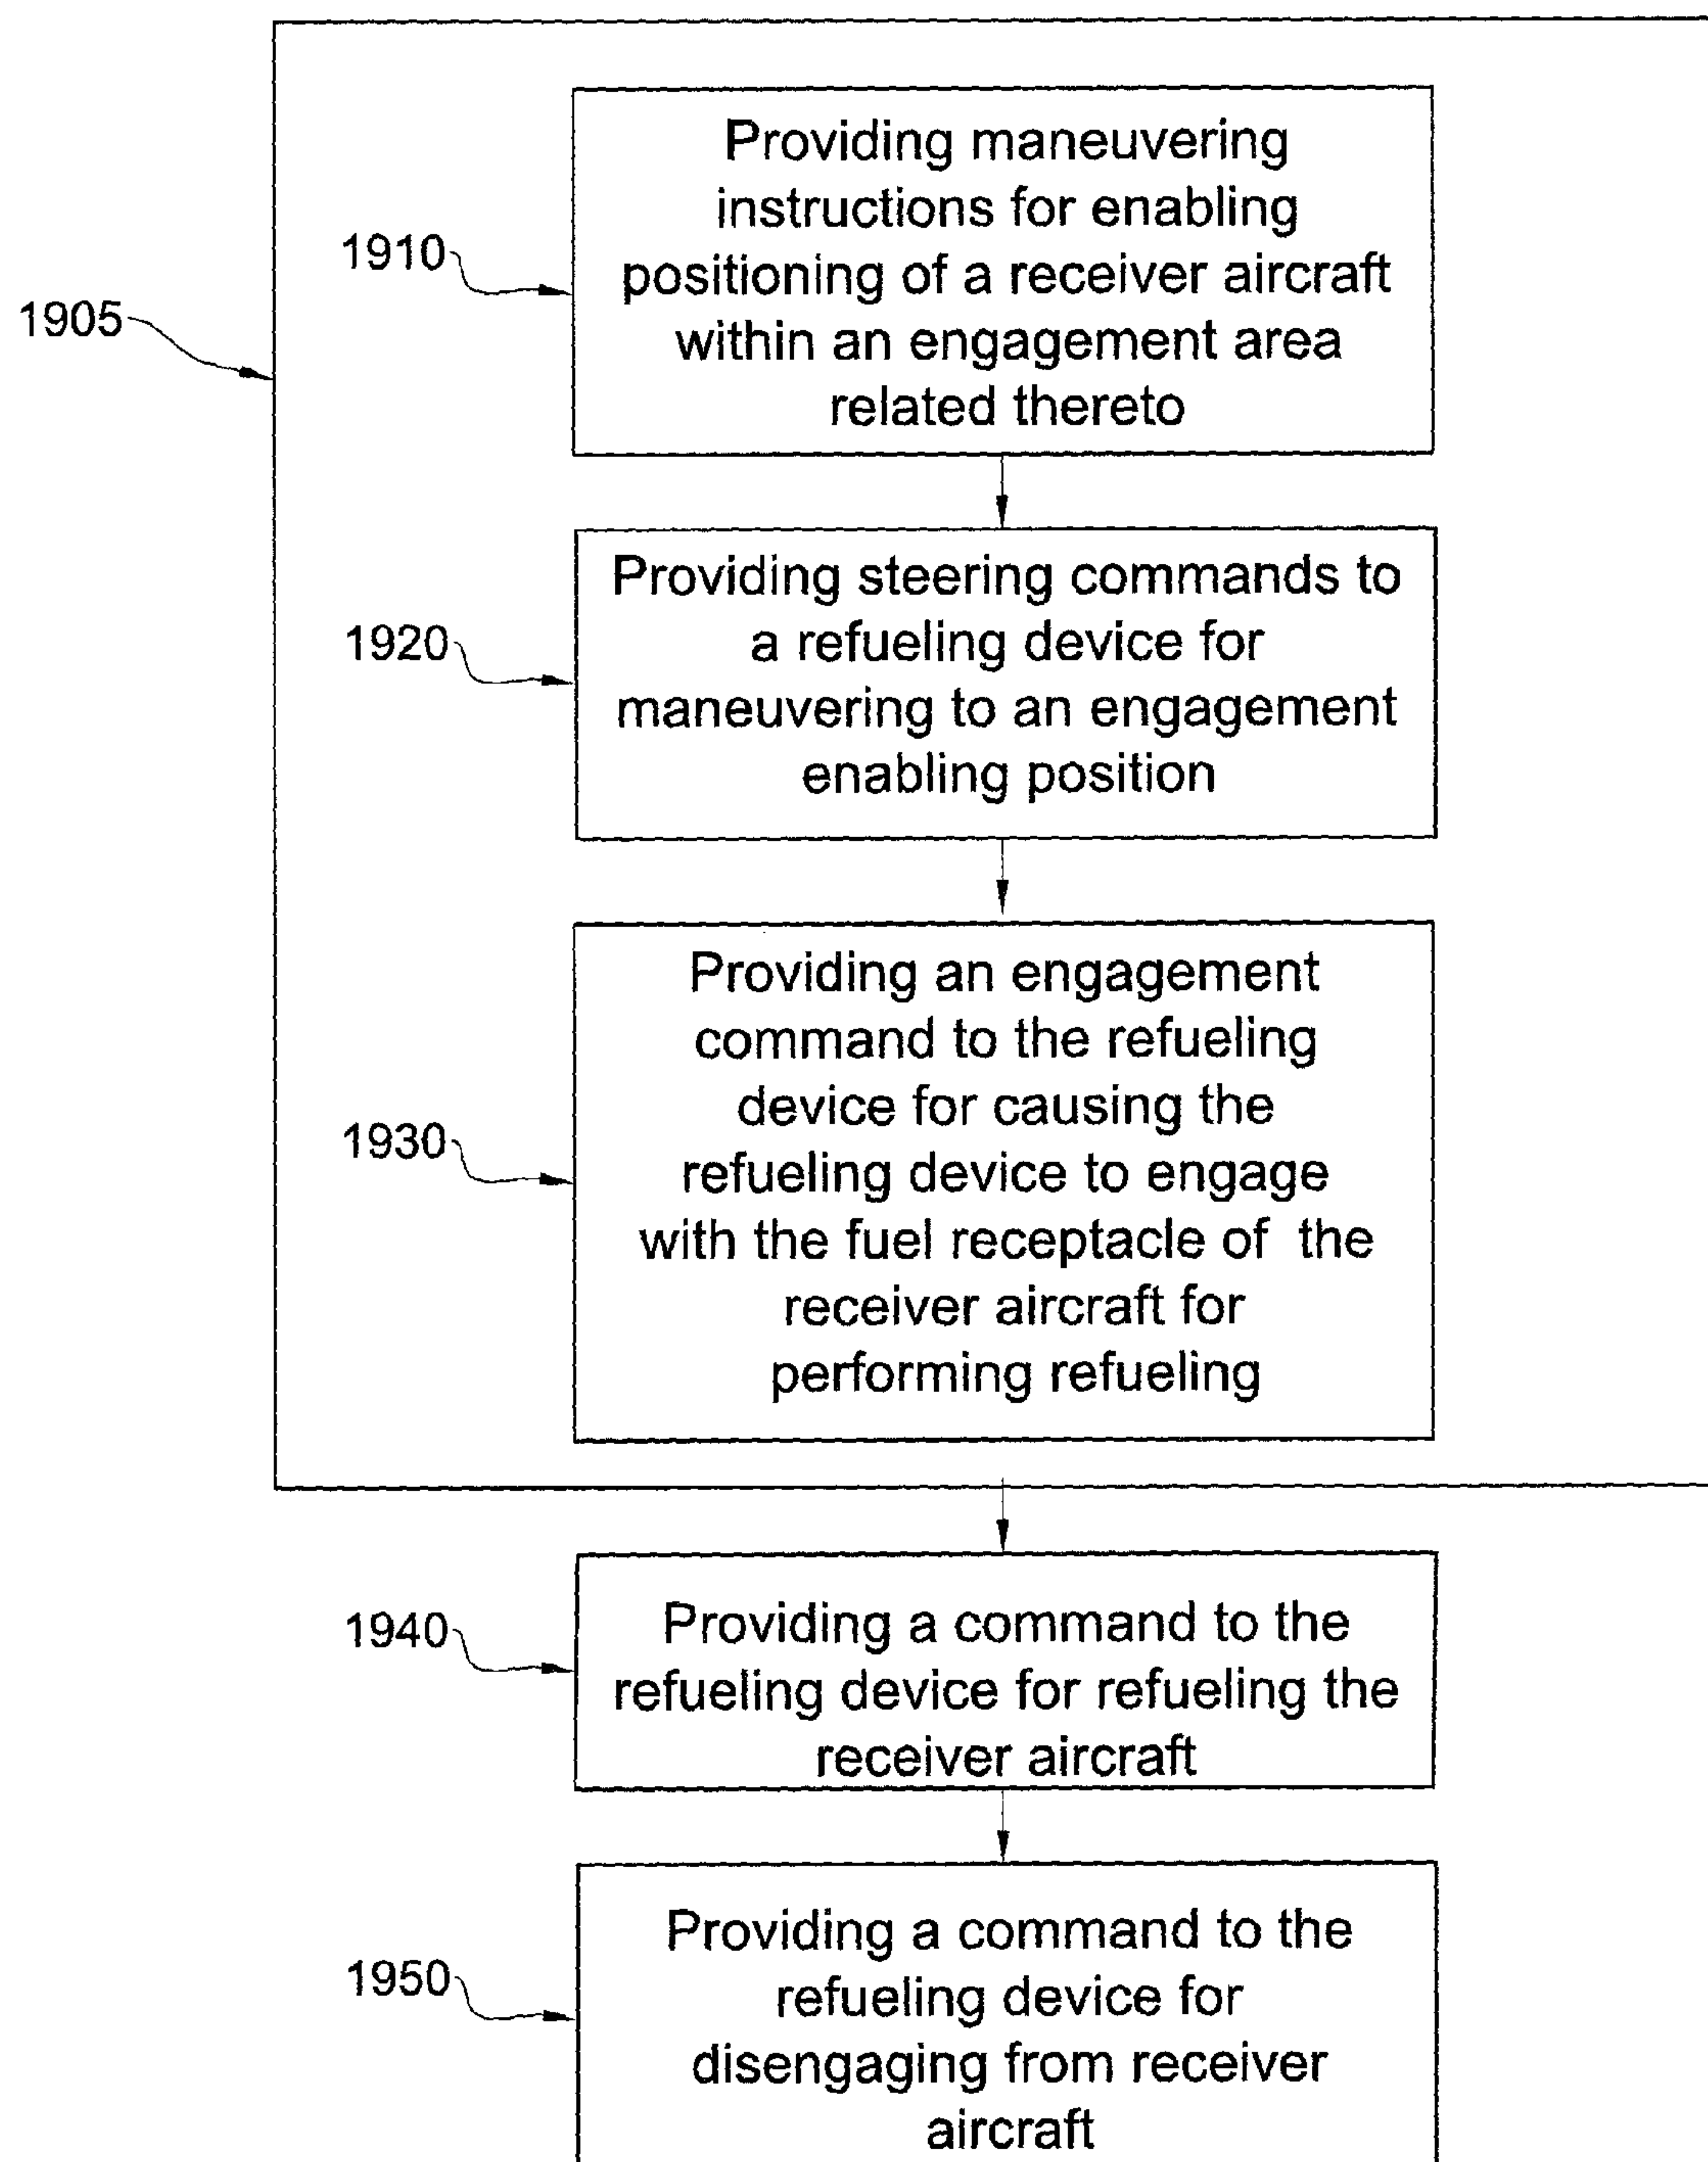 1905
1910
Providing maneuvering
instructions for enabling
positioning of a receiver aircraft
within an engagement area
related thereto
1920
Providing steering commands to
a refueling device for
maneuvering to an engagement
enabling position
1930
Providing an engagement
command to the refueling
device for causing the
refueling device to engage
with the fuel receptacle of the
receiver aircraft for
performing refueling
1940
Providing a command to the
refueling device for refueling the
receiver aircraft
1950
Providing a command to the
refueling device for
disengaging from receiver
aircraft